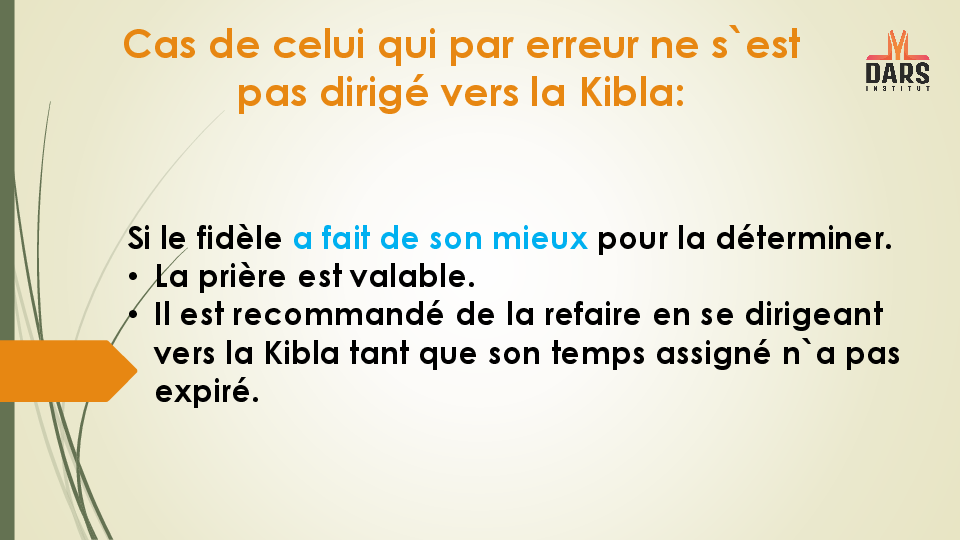 Cas de celui qui par erreur ne s`est
pas dirigé vers la Kibla:
DARS
INSTITUT
Si le fidèle a fait de son mieux pour la déterminer.
• La prière est valable.
• Il est recommandé de la refaire en se dirigeant
vers la Kibla tant que son temps assigné n`a pas
expiré.